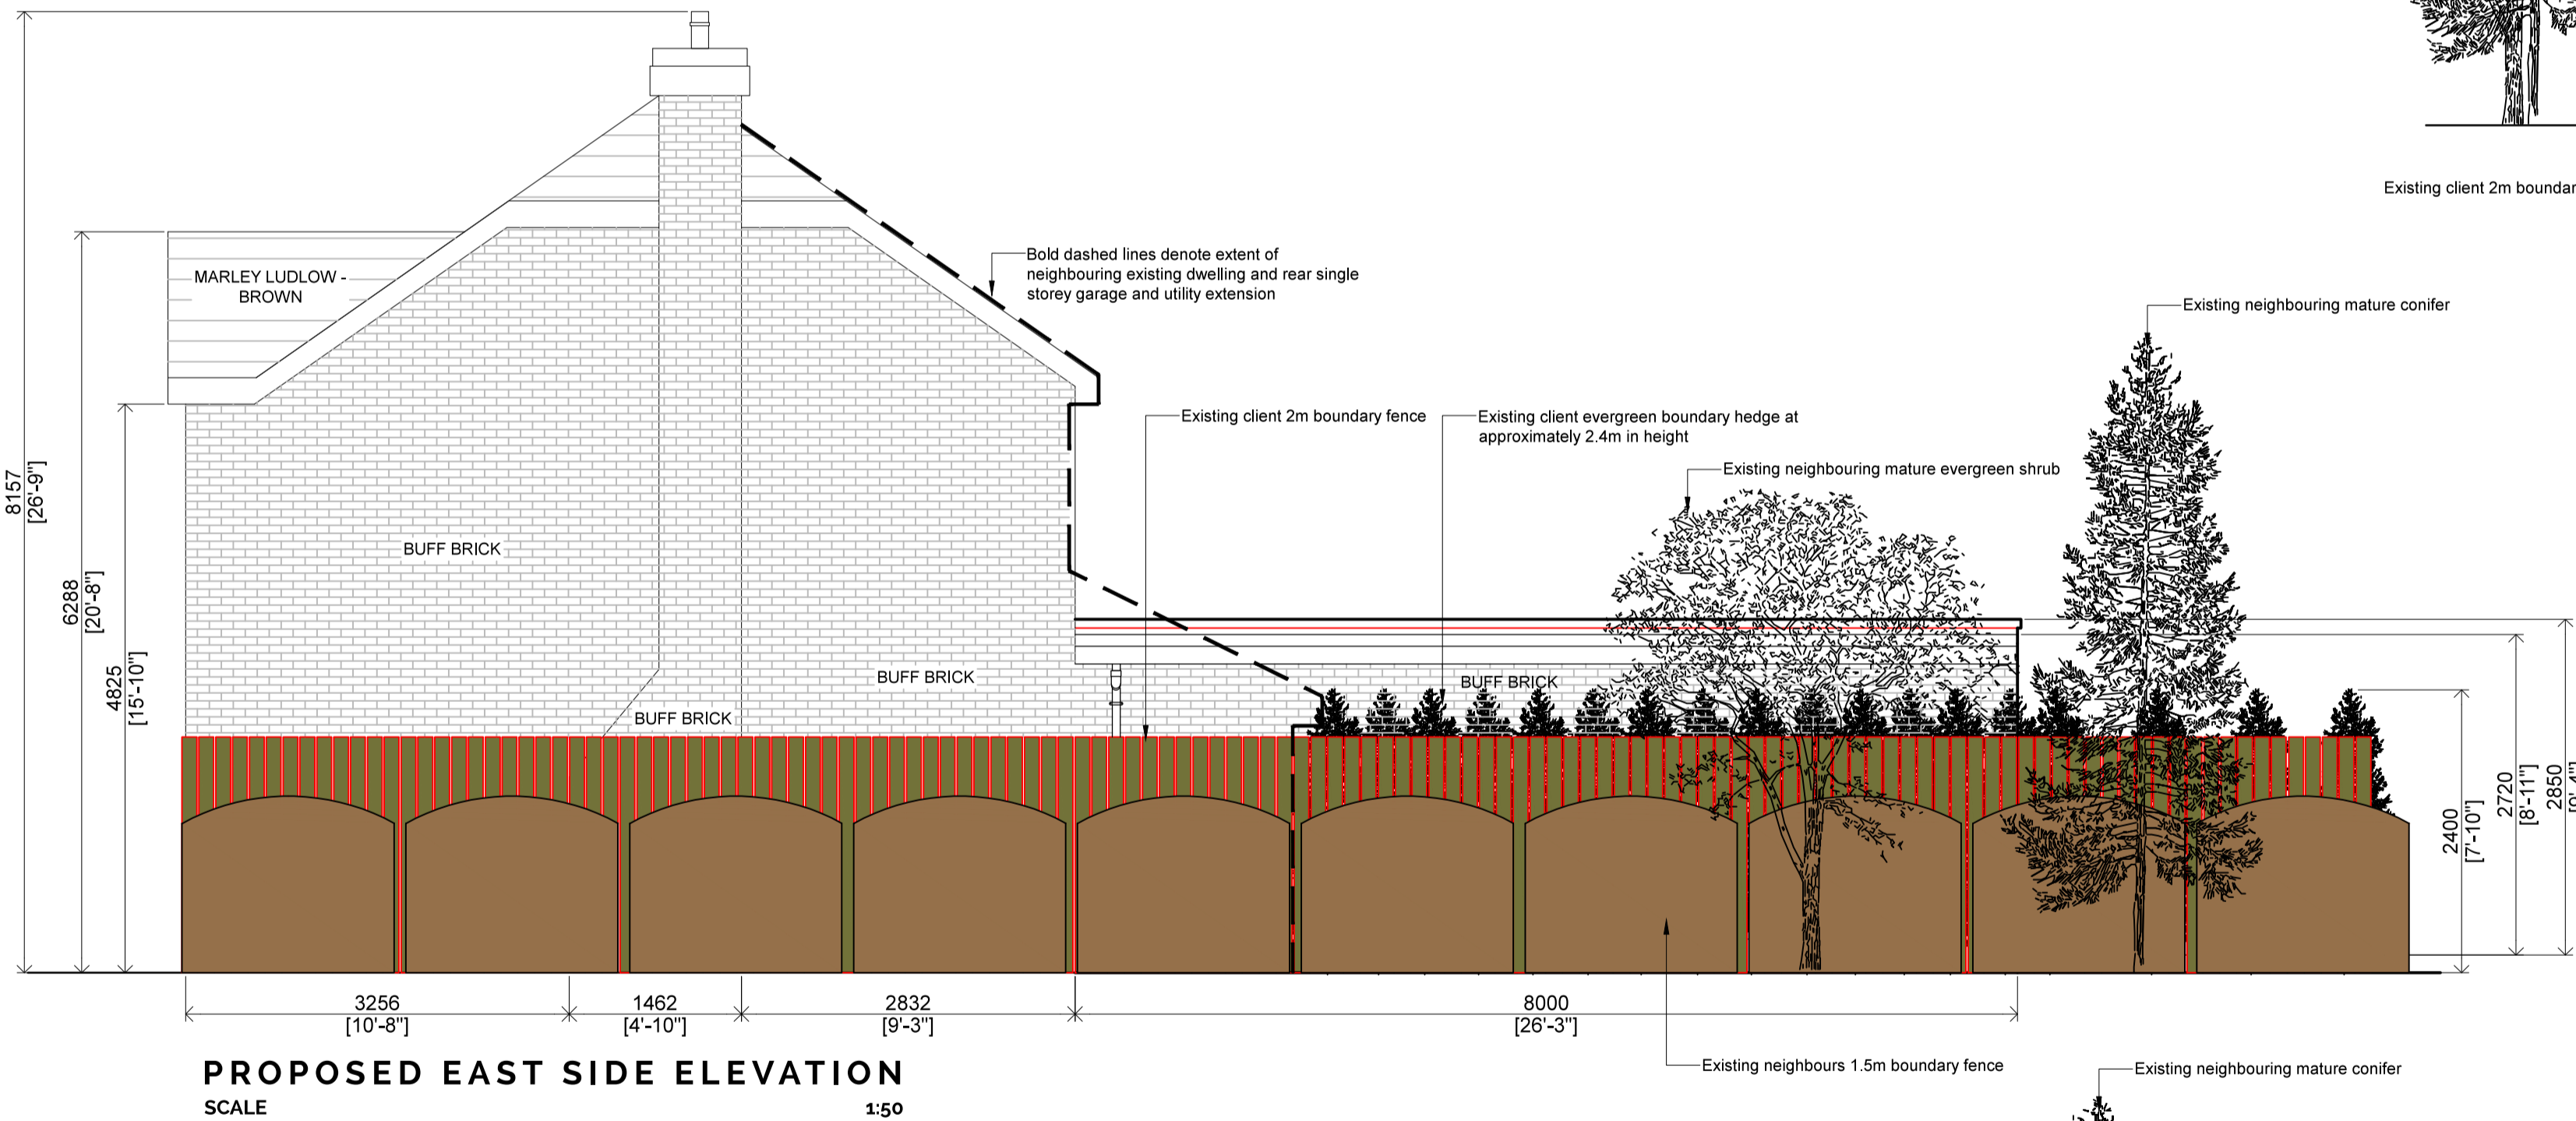 Existing client 2m boundar
MARLEY LUDLOW -
BROWN
Bold dashed lines denote extent of
neighbouring existing dwelling and rear single
storey garage and utility extension
Existing neighbouring mature conifer
Existing client 2m boundary fence
Existing client evergreen boundary hedge at
approximately 2.4m in height
Existing neighbouring mature evergreen shrub
8157
[26'-9"]
6288
[20'-8"]
4825
[15'-10"]
BUFF BRICK
BUFF BRICK
BUFF BRICK
BUFF BRICK
2400
[7'-10"]
2720
[8'-11"]
2850
3256
[10'-8"]
1462
[4'-10"]
2832
[9'-3"]
8000
[26'-3"]
Existing neighbours 1.5m boundary fence
Existing neighbouring mature conifer
PROPOSED EAST SIDE ELEVATION
SCALE 1:50